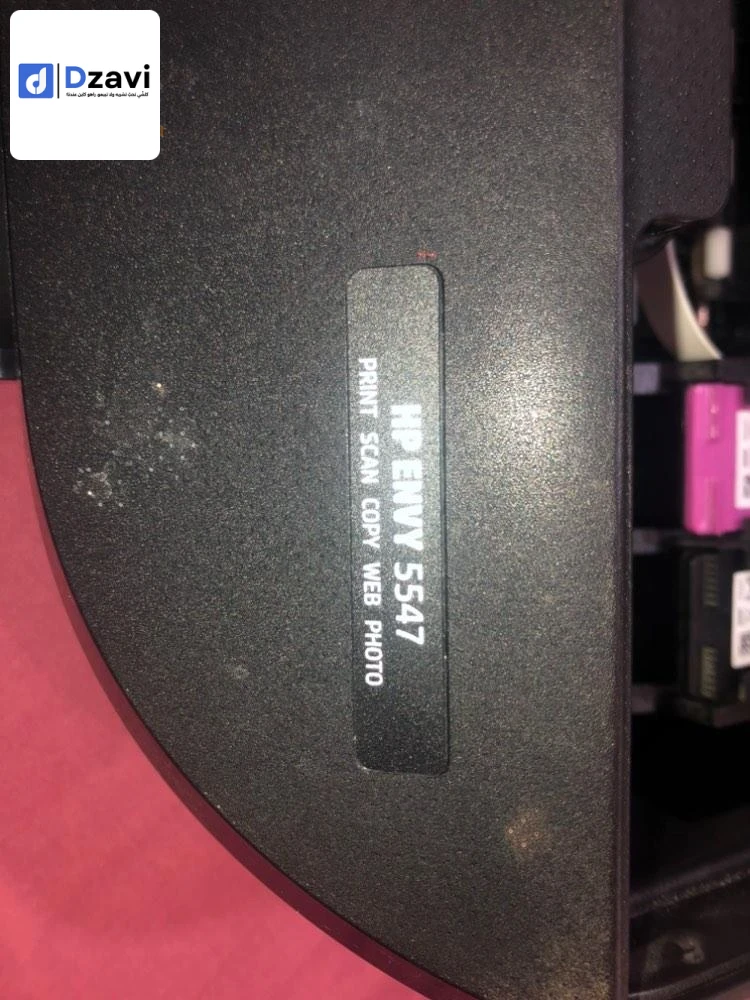 Dzavi
HP ENVY 5547
PRINT SCAN COPY WEB PHOTO